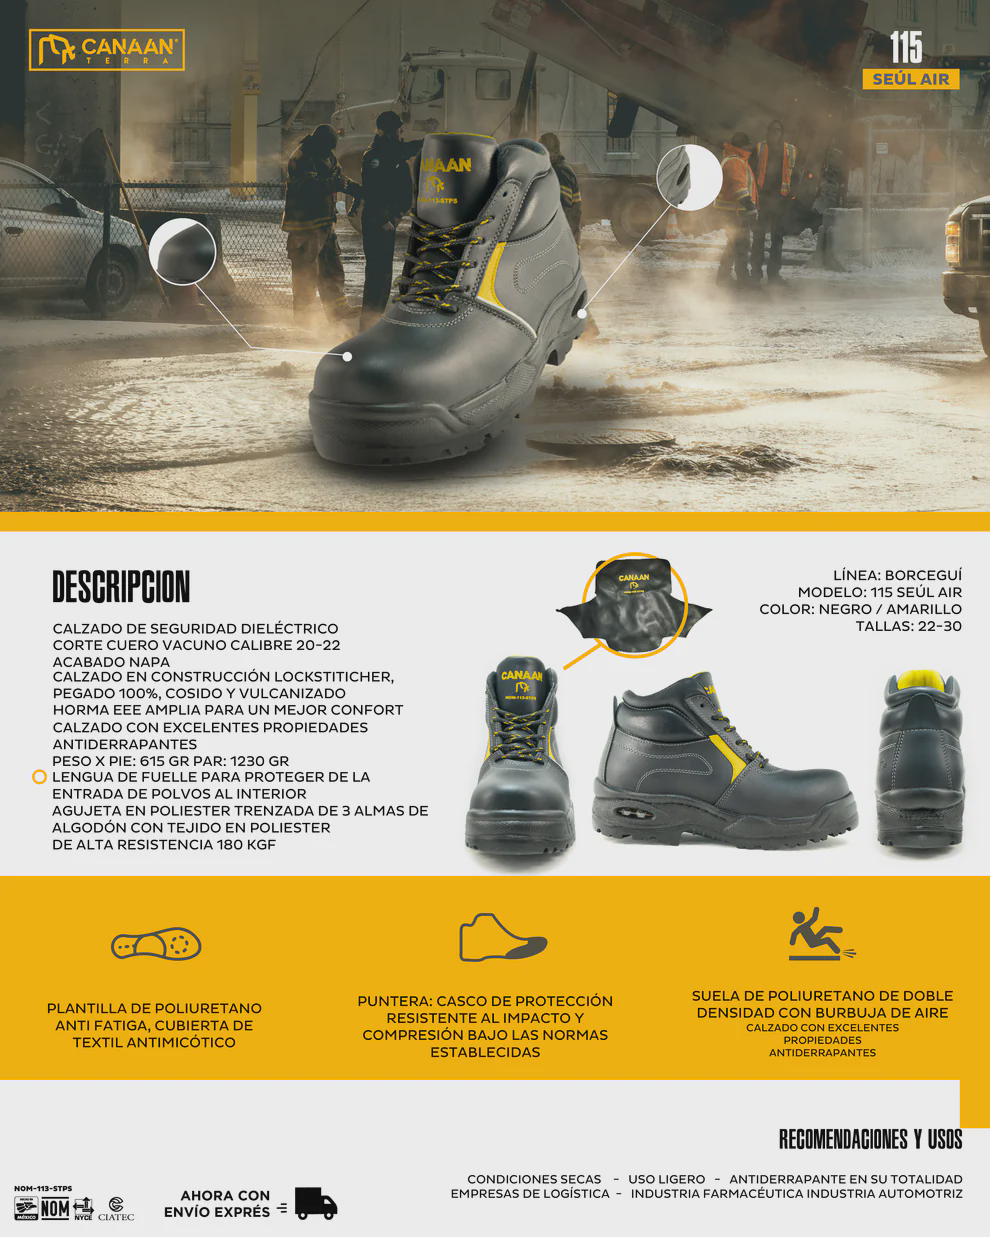 CANAAN®
TERRA
115
SEÚL AIR
CANAAN
DESCRIPCION
CALZADO DE SEGURIDAD DIELÉCTRICO
CORTE CUERO VACUNO CALIBRE 20-22
ACABADO NAPA
CALZADO EN CONSTRUCCIÓN LOCKSTITICHER,
PEGADO 100%, COSIDO Y VULCANIZADO
HORMA EEE AMPLIA PARA UN MEJOR CONFORT
CALZADO CON EXCELENTES PROPIEDADES
ANTIDERRAPANTES
PESO X PIE: 615 GR PAR: 1230 GR
LENGUA DE FUELLE PARA PROTEGER DE LA
ENTRADA DE POLVOS AL INTERIOR
AGUJETA EN POLIESTER TRENZADA DE 3 ALMAS DE
ALGODÓN CON TEJIDO EN POLIESTER
DE ALTA RESISTENCIA 180 KGF
CANAAN
LÍNEA: BORCEGUÍ
MODELO: 115 SEÚL AIR
COLOR: NEGRO / AMARILLO
TALLAS: 22-30
CANAAN
NOM-113-STPS
PLANTILLA DE POLIURETANO
ANTI FATIGA, CUBIERTA DE
TEXTIL ANTIMICÓTICO
PUNTERA: CASCO DE PROTECCIÓN
RESISTENTE AL IMPACTO Y
COMPRESIÓN BAJO LAS NORMAS
ESTABLECIDAS
SUELA DE POLIURETANO DE DOBLE
DENSIDAD CON BURBUJA DE AIRE
CALZADO CON EXCELENTES
PROPIEDADES
ANTIDERRAPANTES
RECOMENDACIONES Y USOS
CONDICIONES SECAS - USO LIGERO - ANTIDERRAPANTE EN SU TOTALIDAD
EMPRESAS DE LOGÍSTICA - INDUSTRIA FARMACÉUTICA INDUSTRIA AUTOMOTRIZ
NOM-113-STPS
HECHO EN
MÉXICO
NOM
NYCE
CIATEC
AHORA CON
ENVÍO EXPRÉS